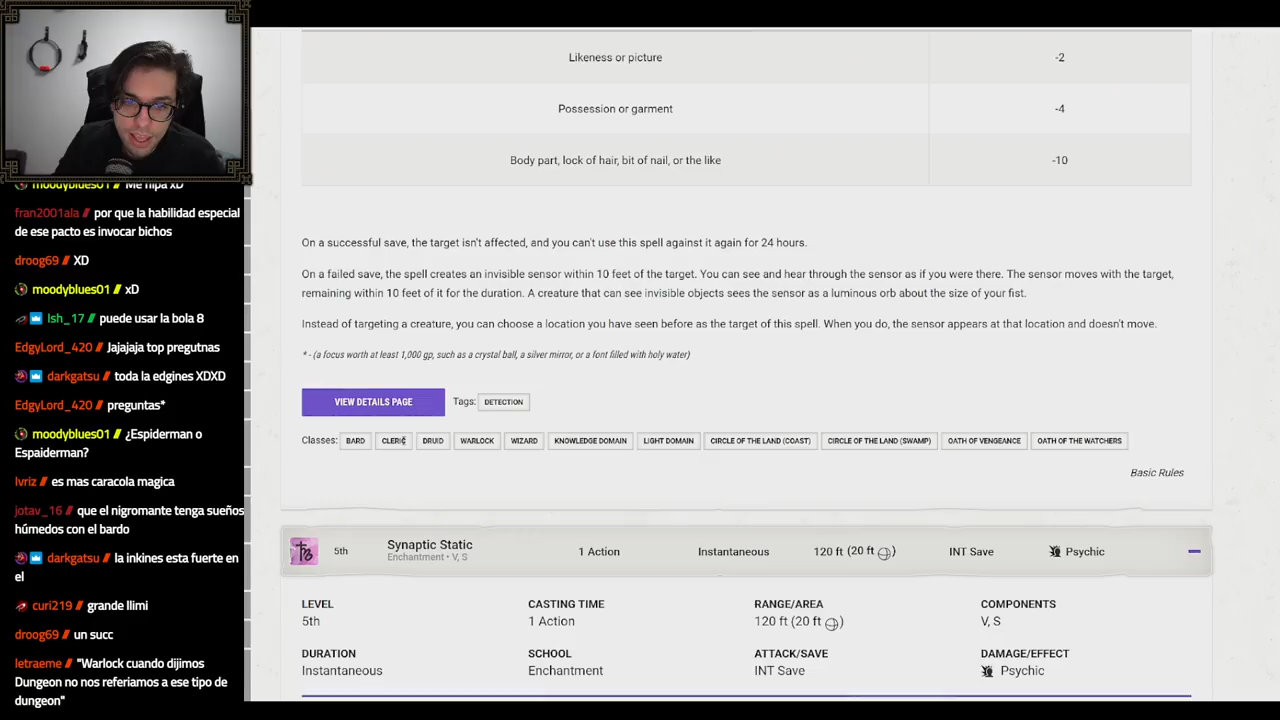 moodyblues01 // Me flipa xD
fran2001ala // por que la habilidad especial
de ese pacto es invocar bichos
droog69 // XD
moodyblues01 // xD
lsh_17 // puede usar la bola 8
EdgyLord_420 // Jajajaja top pregutnas
darkgatsu // toda la edgines XDXD
EdgyLord_420 // preguntas*
moodyblues01 // ¿Espiderman o
Espaiderman?
lvriz // es mas caracola magica
jotav_16 // que el nigromante tenga sueños
húmedos con el bardo
darkgatsu // la inkines esta fuerte en
el
curi219 // grande llimi
droog69 // un succ
letraeme // "Warlock cuando dijimos
Dungeon no nos referiamos a ese tipo de
dungeon"
Likeness or picture -2
Possession or garment -4
Body part, lock of hair, bit of nail, or the like -10
On a successful save, the target isn't affected, and you can't use this spell against it again for 24 hours.
On a failed save, the spell creates an invisible sensor within 10 feet of the target. You can see and hear through the sensor as if you were there. The sensor moves with the target,
remaining within 10 feet of it for the duration. A creature that can see invisible objects sees the sensor as a luminous orb about the size of your fist.
Instead of targeting a creature, you can choose a location you have seen before as the target of this spell. When you do, the sensor appears at that location and doesn't move.
* - (a focus worth at least 1,000 gp, such as a crystal ball, a silver mirror, or a font filled with holy water)
VIEW DETAILS PAGE Tags: DETECTION
Classes: BARD CLERIC DRUID WARLOCK WIZARD KNOWLEDGE DOMAIN LIGHT DOMAIN CIRCLE OF THE LAND (COAST) CIRCLE OF THE LAND (SWAMP) OATH OF VENGEANCE OATH OF THE WATCHERS
Basic Rules
5th Synaptic Static 1 Action Instantaneous 120 ft (20 ft ) INT Save Psychic
Enchantment • V, S
LEVEL CASTING TIME RANGE/AREA COMPONENTS
5th 1 Action 120 ft (20 ft ) V, S
DURATION SCHOOL ATTACK/SAVE DAMAGE/EFFECT
Instantaneous Enchantment INT Save Psychic